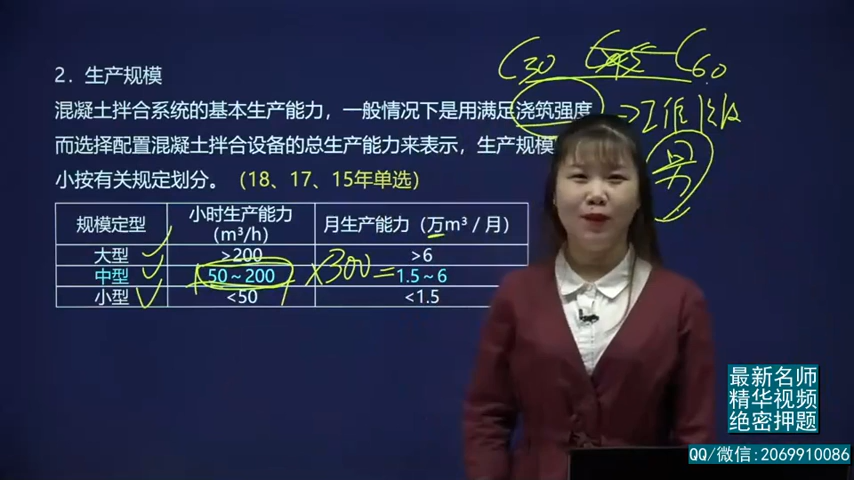 C30 C45 C60
2．生产规模
混凝土拌合系统的基本生产能力，一般情况下是用满足浇筑强度
而选择配置混凝土拌合设备的总生产能力来表示，生产规模
小按有关规定划分。（18、17、15年单选）
规模定型 小时生产能力（m³/h） 月生产能力（万m³／月）
大型 >200 >6
中型 50～200 ×300= 1.5～6
小型 <50 <1.5
最新名师
精华视频
绝密押题
QQ/微信:2069910086